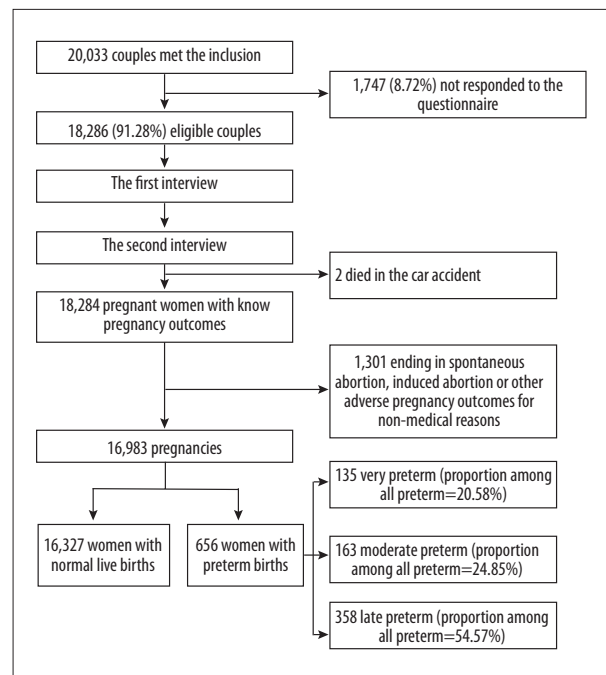 20,033 couples met the inclusion
1,747 (8.72%) not responded to the
questionnaire
18,286 (91.28%) eligible couples
The first interview
The second interview
2 died in the car accident
18,284 pregnant women with know
pregnancy outcomes
1,301 ending in spontaneous
abortion, induced abortion or other
adverse pregnancy outcomes for
non-medical reasons
16,983 pregnancies
135 very preterm (proportion among
all preterm=20.58%)
16,327 women with
normal live births
656 women with
preterm births
163 moderate preterm (proportion
among all preterm=24.85%)
358 late preterm (proportion among
all preterm=54.57%)